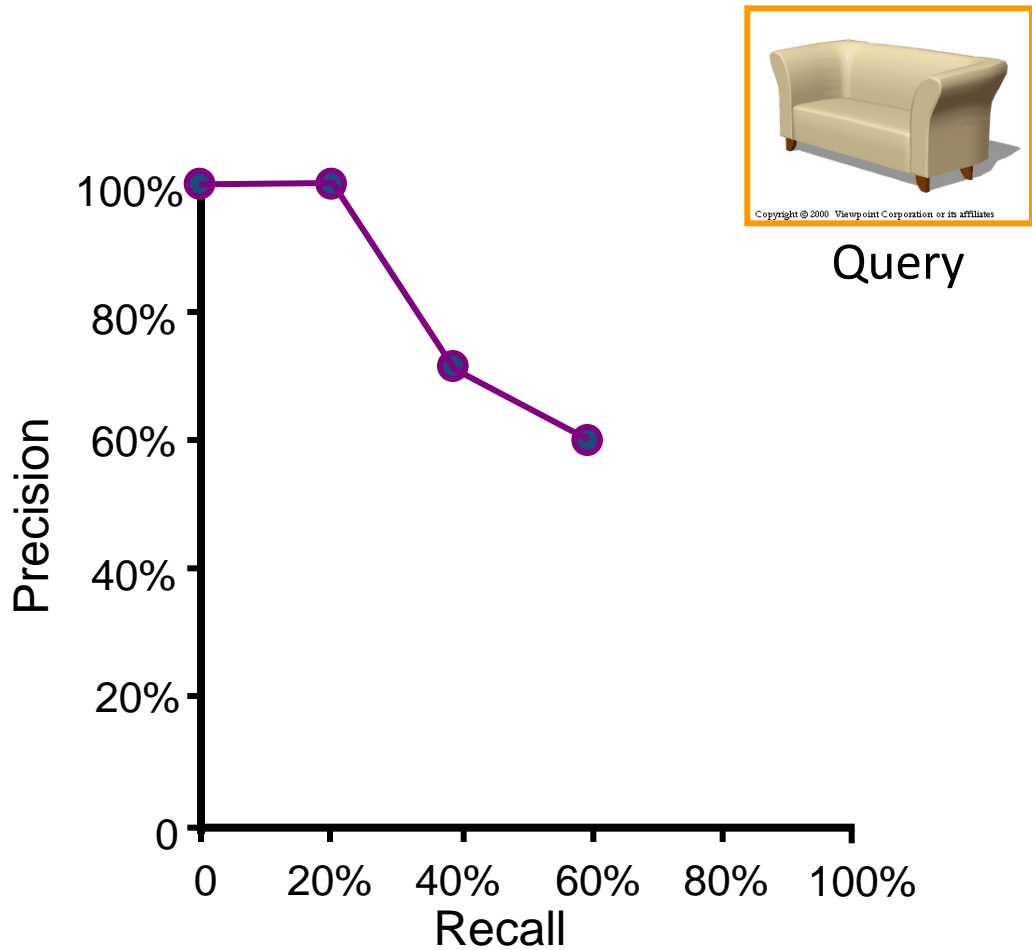 Copyright © 2000 Viewpoint Corporation or its affiliates
Query
100%
80%
60%
40%
20%
0
Precision
0 20% 40% 60% 80% 100%
Recall